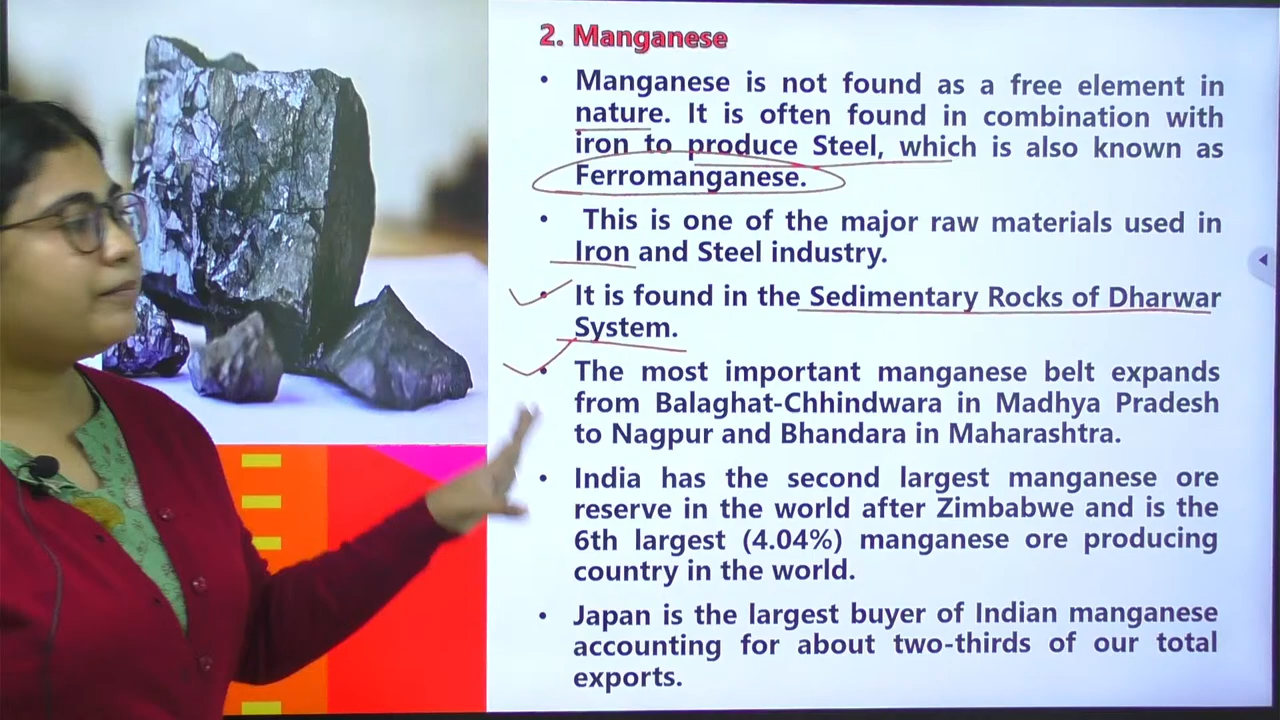 2. Manganese
• Manganese is not found as a free element in
nature. It is often found in combination with
iron to produce Steel, which is also known as
Ferromanganese.
• This is one of the major raw materials used in
Iron and Steel industry.
• It is found in the Sedimentary Rocks of Dharwar
System.
• The most important manganese belt expands
from Balaghat-Chhindwara in Madhya Pradesh
to Nagpur and Bhandara in Maharashtra.
• India has the second largest manganese ore
reserve in the world after Zimbabwe and is the
6th largest (4.04%) manganese ore producing
country in the world.
• Japan is the largest buyer of Indian manganese
accounting for about two-thirds of our total
exports.